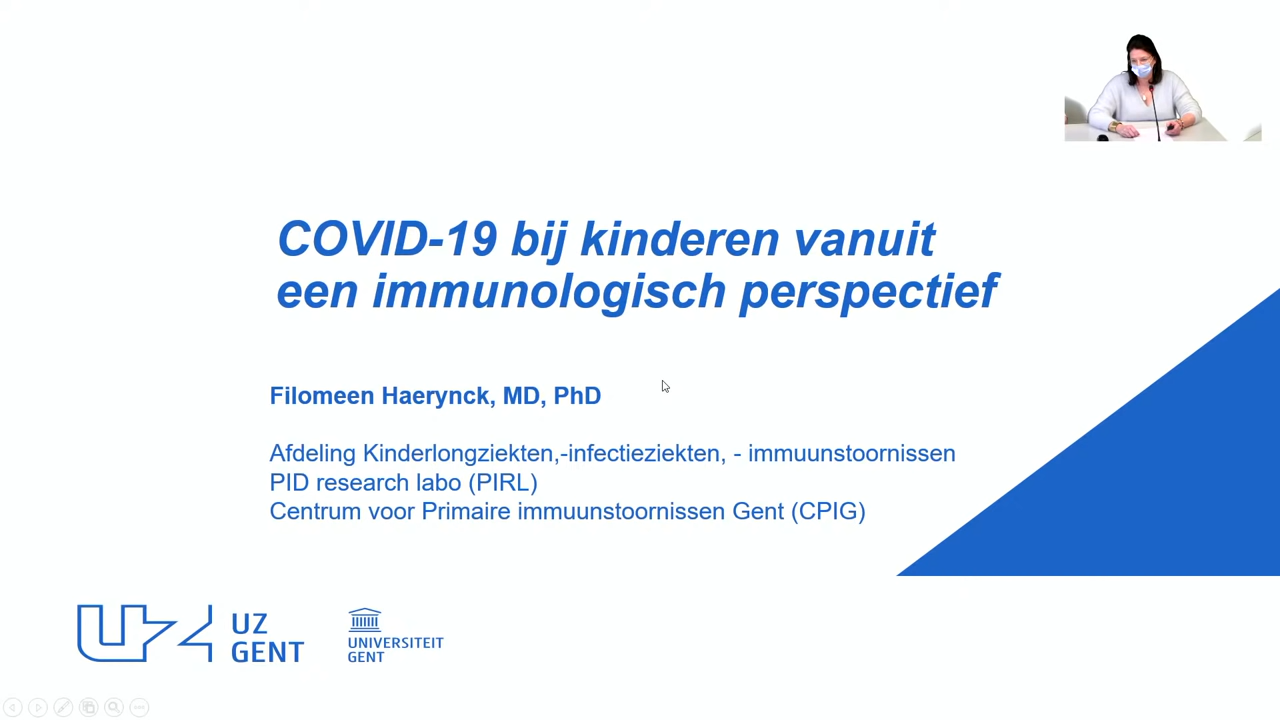 COVID-19 bij kinderen vanuit
een immunologisch perspectief
Filomeen Haerynck, MD, PhD
Afdeling Kinderlongziekten,-infectieziekten, - immuunstoornissen
PID research labo (PIRL)
Centrum voor Primaire immuunstoornissen Gent (CPIG)
UZ
GENT
UNIVERSITEIT
GENT